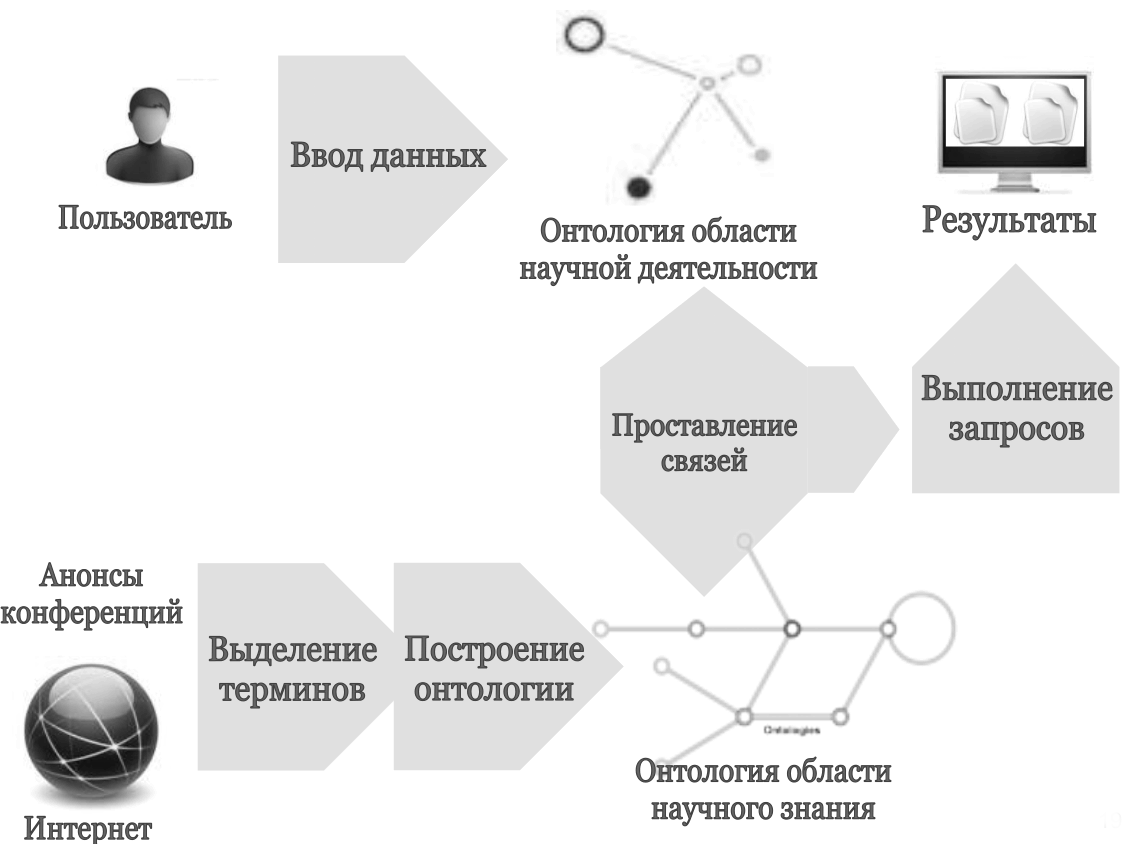 Ввод данных
Пользователь
Результаты
Онтология области
научной деятельности
Выполнение
запросов
Проставление
связей
Анонсы
конференций
Выделение
терминов
Построение
онтологии
Ontologies
Онтология области
научного знания
Интернет